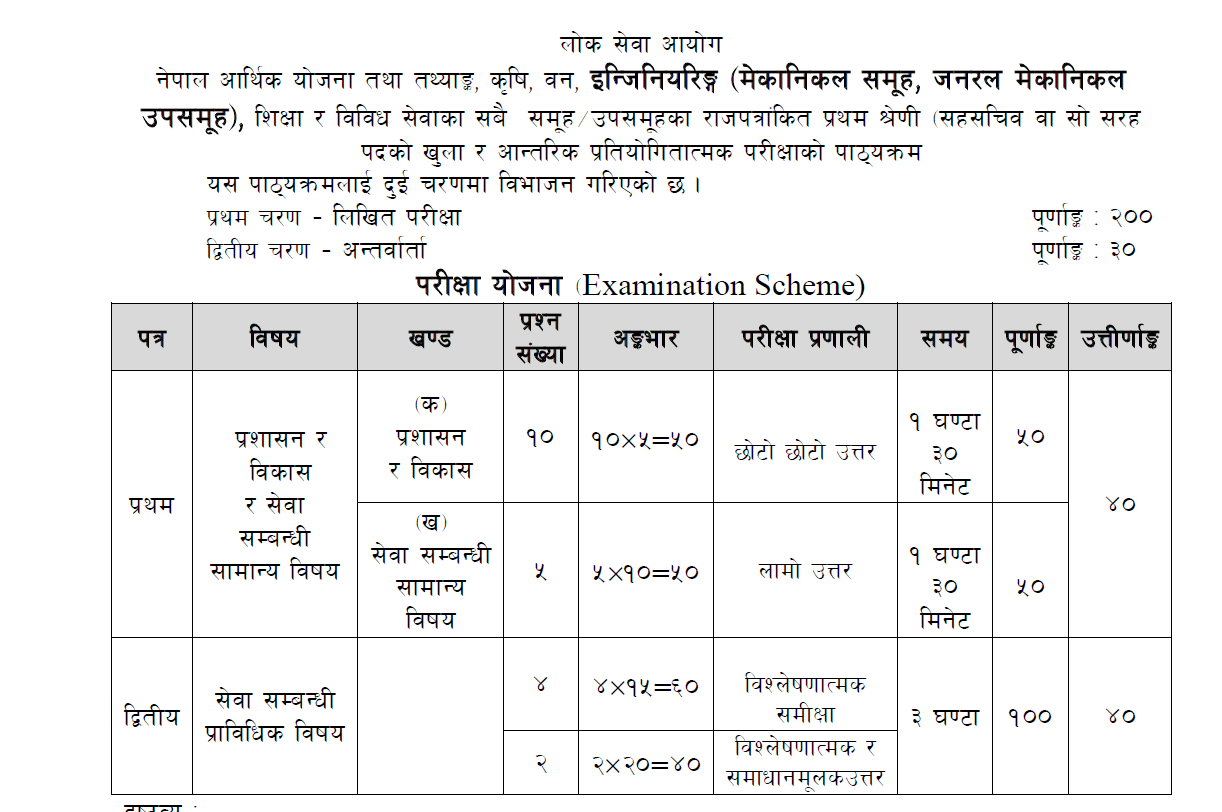 लोक सेवा आयोग
नेपाल आर्थिक योजना तथा तथ्याङ्क, कृषि, वन, इन्जिनियरिङ्ग (मेकानिकल समूह, जनरल मेकानिकल
उपसमूह), शिक्षा र विविध सेवाका सबै समूह/उपसमूहका राजपत्रांकित प्रथम श्रेणी (सहसचिव वा सो सरह
पदको खुला र आन्तरिक प्रतियोगितात्मक परीक्षाको पाठ्यक्रम
यस पाठ्यक्रमलाई दुई चरणमा विभाजन गरिएको छ ।
प्रथम चरण - लिखित परीक्षा पूर्णाङ्क : २००
द्वितीय चरण - अन्तर्वार्ता पूर्णाङ्क : ३०
परीक्षा योजना (Examination Scheme)
पत्र विषय खण्ड प्रश्न संख्या अङ्कभार परीक्षा प्रणाली समय पूर्णाङ्क उत्तीर्णाङ्क
प्रथम
प्रशासन र
विकास
र सेवा
सम्बन्धी
सामान्य विषय
(क)
प्रशासन
र विकास
१०
१०×५=५०
छोटो छोटो उत्तर
१ घण्टा
३०
मिनेट
५०
४०
(ख)
सेवा सम्बन्धी
सामान्य
विषय
५
५×१०=५०
लामो उत्तर
१ घण्टा
३०
मिनेट
५०
द्वितीय
सेवा सम्बन्धी
प्राविधिक विषय
४
४×१५=६०
विश्लेषणात्मक
समीक्षा
३ घण्टा
१००
४०
२
२×२०=४०
विश्लेषणात्मक र
समाधानमूलकउत्तर